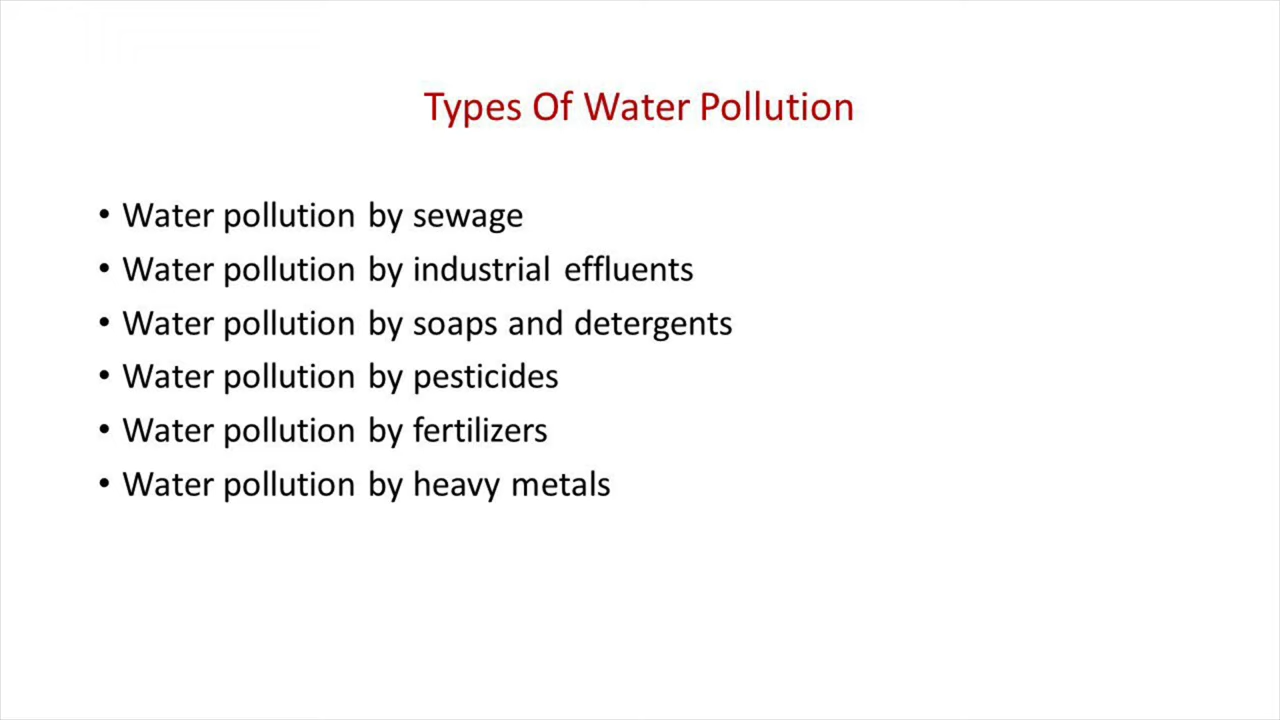 Types Of Water Pollution
• Water pollution by sewage
• Water pollution by industrial effluents
• Water pollution by soaps and detergents
• Water pollution by pesticides
• Water pollution by fertilizers
• Water pollution by heavy metals